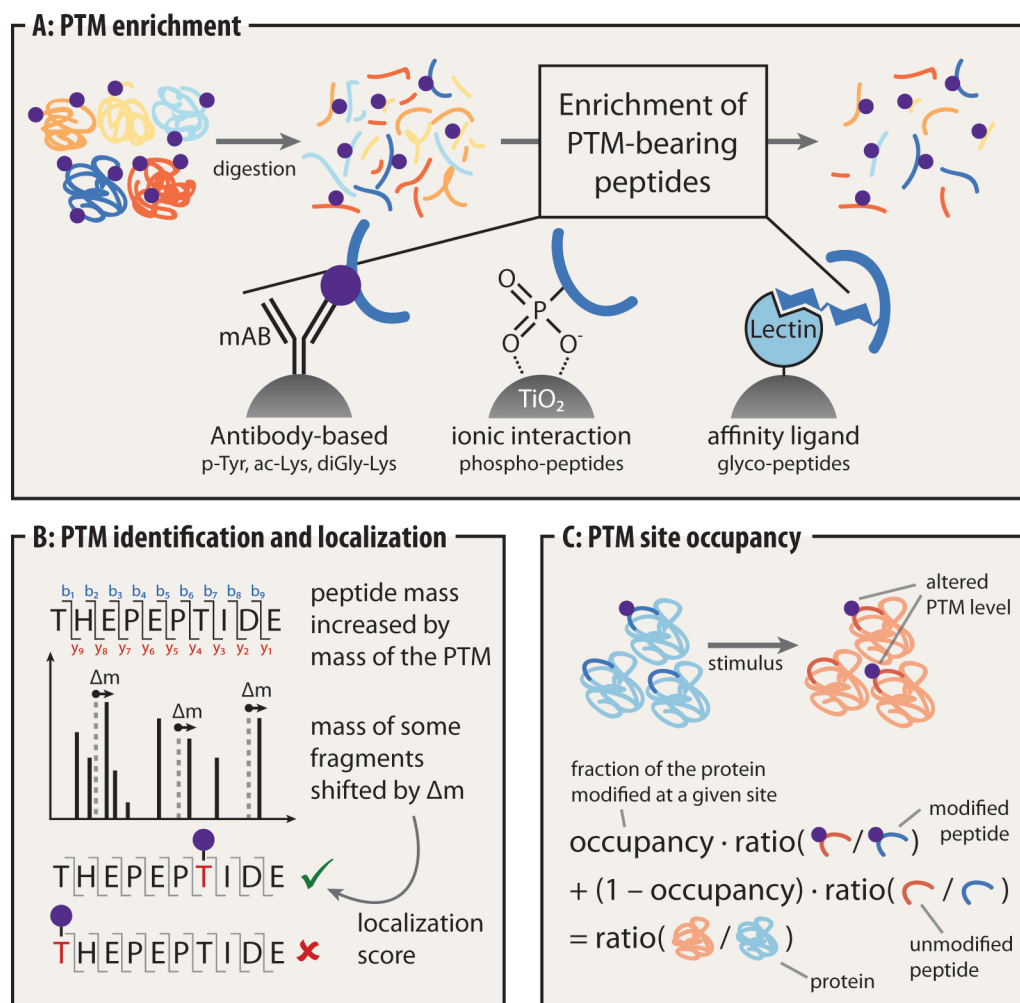 A: PTM enrichment
digestion
Enrichment of
PTM-bearing
peptides
mAB
O
P
O
O-
TiO₂
Lectin
Antibody-based
p-Tyr, ac-Lys, diGly-Lys
ionic interaction
phospho-peptides
affinity ligand
glyco-peptides
B: PTM identification and localization
b₁ b₂ b₃ b₄ b₅ b₆ b₇ b₈ b₉
THEPEPTIDE
y₉ y₈ y₇ y₆ y₅ y₄ y₃ y₂ y₁
peptide mass
increased by
mass of the PTM
Δm
Δm
Δm
mass of some
fragments
shifted by Δm
THEPEPTIDE
THEPEPTIDE
localization
score
C: PTM site occupancy
altered
PTM level
stimulus
fraction of the protein
modified at a given site
modified
peptide
occupancy · ratio( / )
+ (1 – occupancy) · ratio( / )
= ratio( / )
unmodified
peptide
protein